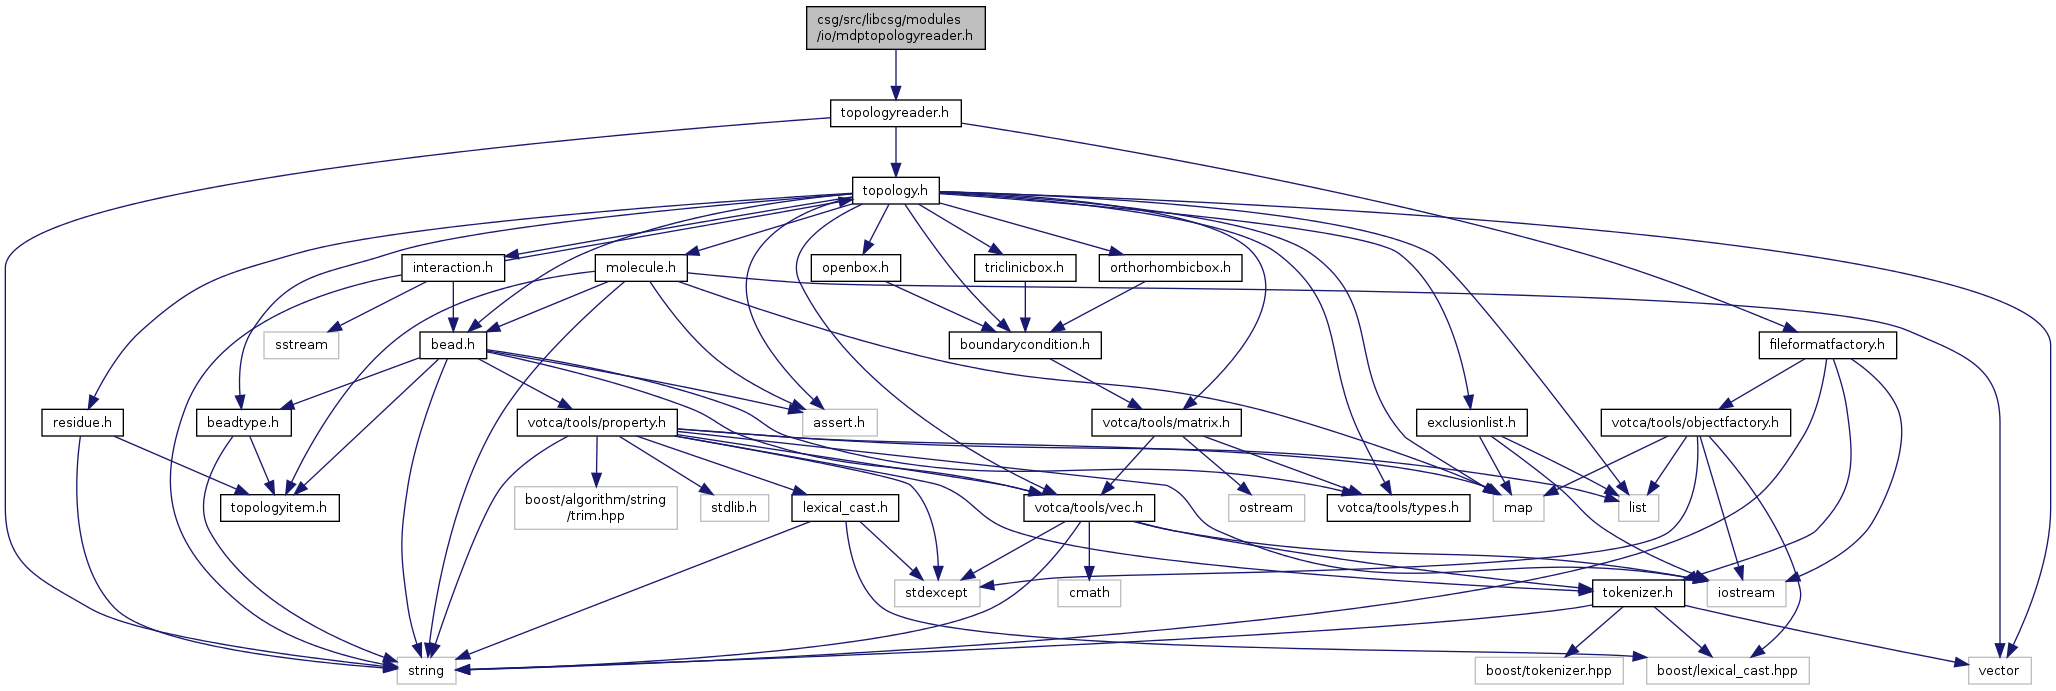 csg/src/libcsg/modules
/io/mdptopologyreader.h
topologyreader.h
topology.h
interaction.h
molecule.h
openbox.h
triclinicbox.h
orthorhombicbox.h
sstream
bead.h
boundarycondition.h
fileformatfactory.h
residue.h
beadtype.h
votca/tools/property.h
assert.h
votca/tools/matrix.h
exclusionlist.h
votca/tools/objectfactory.h
topologyitem.h
boost/algorithm/string
/trim.hpp
stdlib.h
lexical_cast.h
votca/tools/vec.h
ostream
votca/tools/types.h
map
list
stdexcept
cmath
tokenizer.h
iostream
string
boost/tokenizer.hpp
boost/lexical_cast.hpp
vector